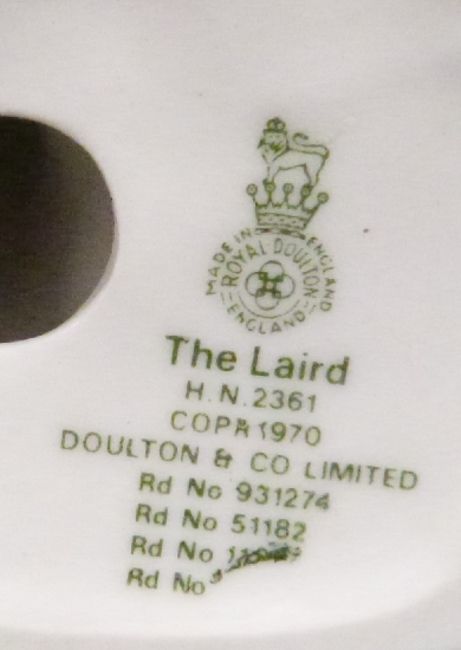 MADE IN ENGLAND
ROYAL DOULTON
ENGLAND
The Laird
H.N.2361
COPR 1970
DOULTON & CO LIMITED
Rd No 931274
Rd No 51182
Rd No
Rd No